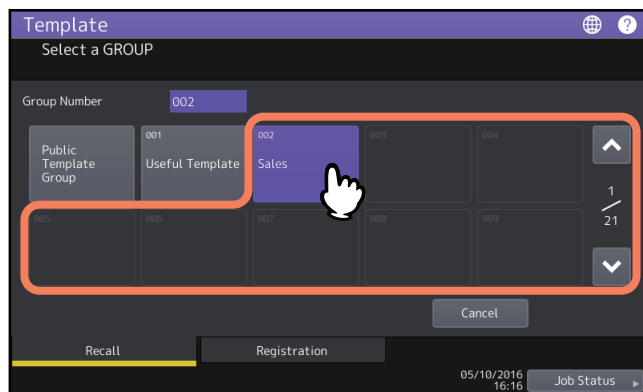 Template
?
Select a GROUP
Group Number 002
Public
Template
Group
001
Useful Template
002
Sales
003
004
1
21
005
006
007
008
009
Cancel
Recall
Registration
05/10/2016
16:16
Job Status